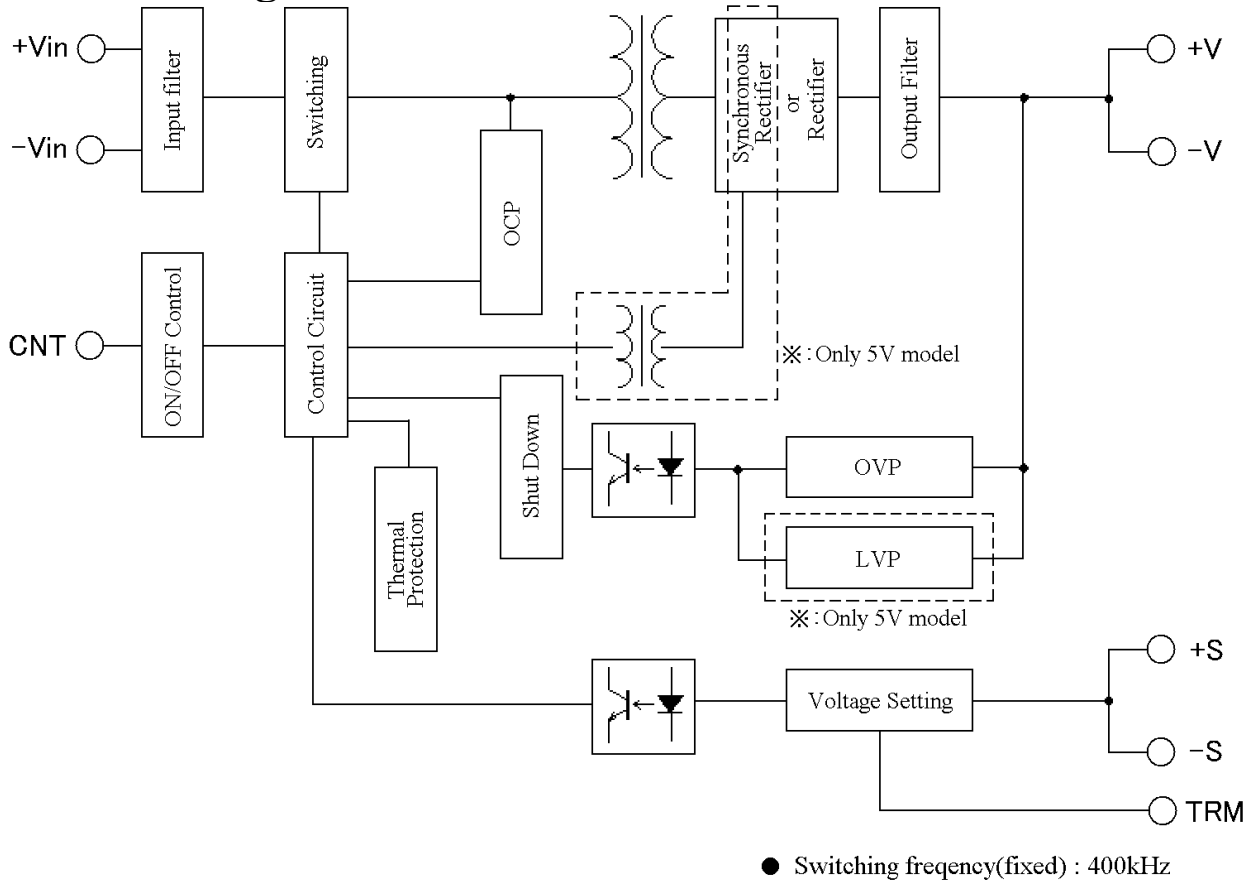 +Vin
-Vin
Input filter
Switching
OCP
Synchronous
Rectifier
or
Rectifier
Output Filter
+V
-V
CNT
ON/OFF Control
Control Circuit
※:Only 5V model
Shut Down
Thermal
Protection
OVP
LVP
※:Only 5V model
Voltage Setting
+S
-S
TRM
● Switching freqency(fixed) : 400kHz